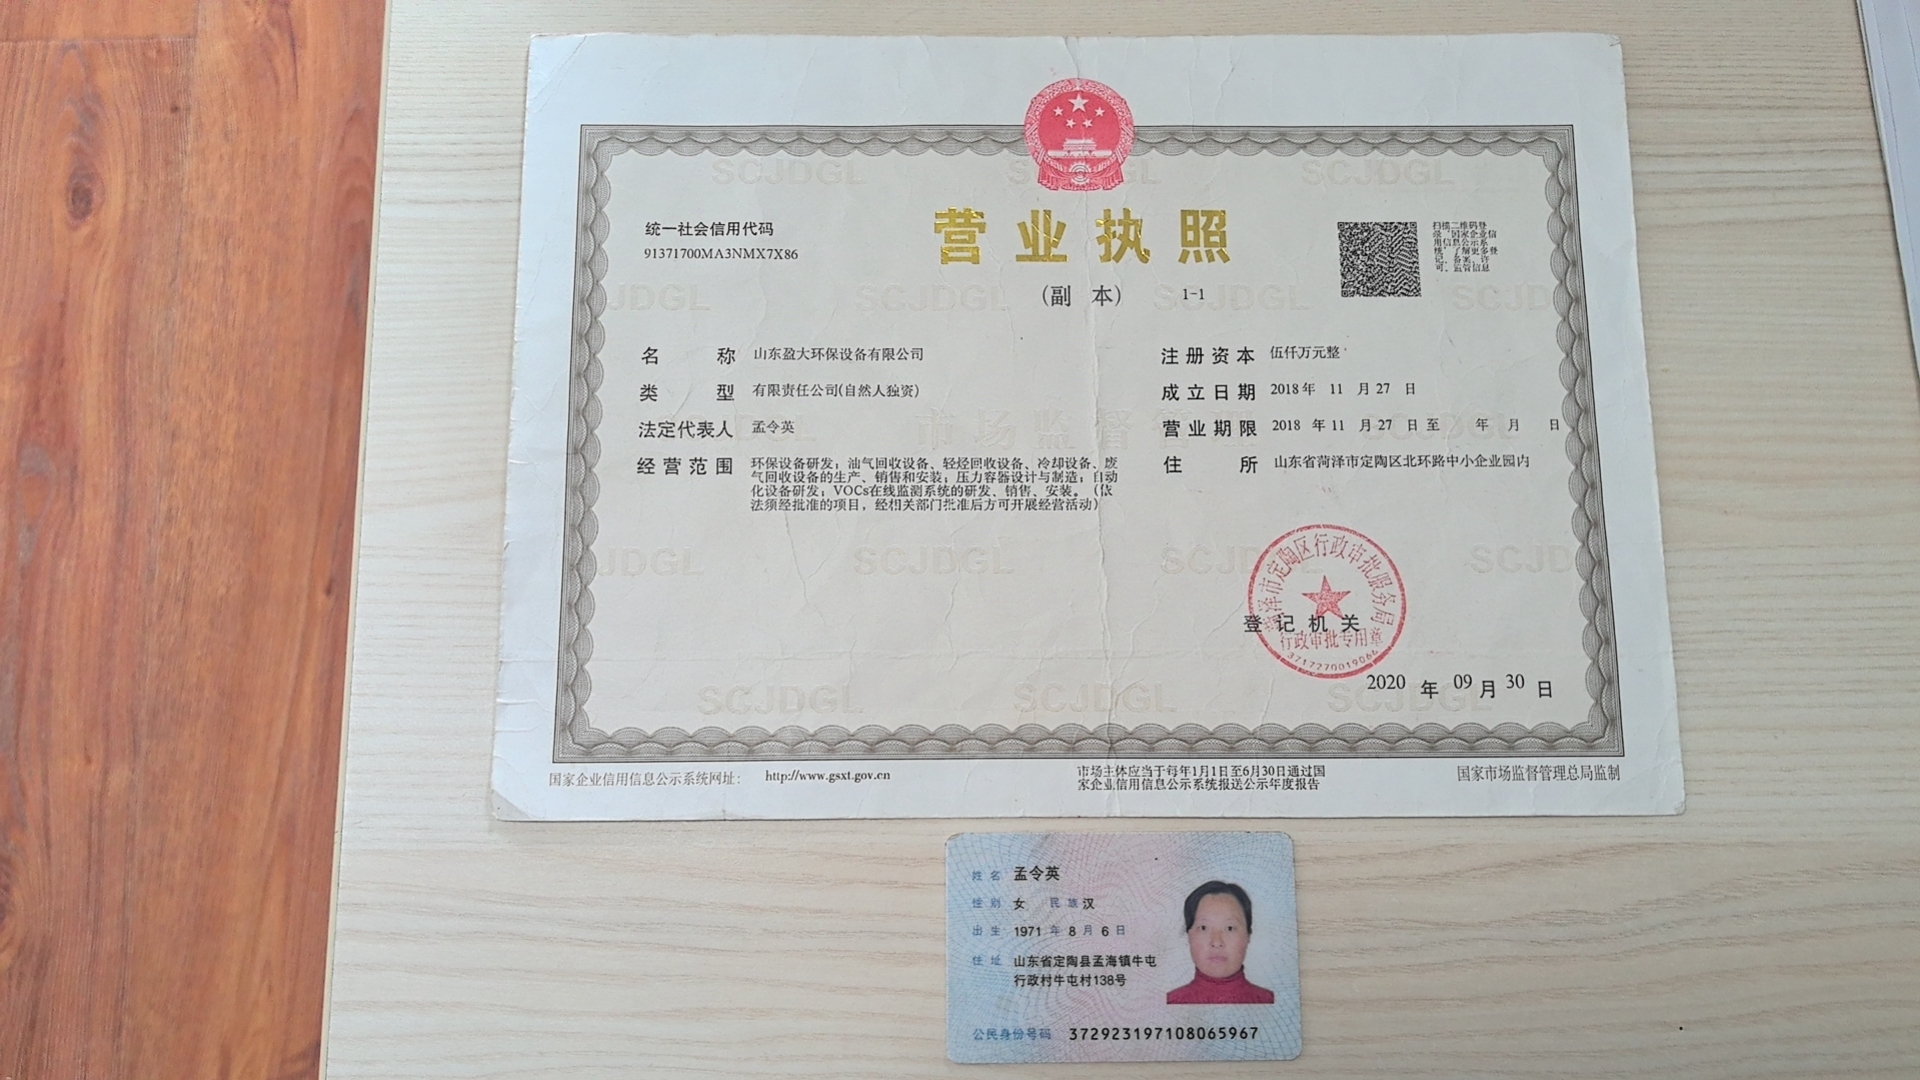 统一社会信用代码
91371700MA3NMX7X86
营业执照
（副 本） 1-1
扫描二维码登录“国家企业信用信息公示系统”了解更多登记、备案、许可、监管信息
名 称 山东盈大环保设备有限公司
类 型 有限责任公司(自然人独资)
法定代表人 孟令英
经营范围 环保设备研发；油气回收设备、轻烃回收设备、冷却设备、废
气回收设备的生产、销售和安装；压力容器设计与制造；自动
化设备研发；VOCs在线监测系统的研发、销售、安装。（依
法须经批准的项目，经相关部门批准后方可开展经营活动）
注册资本 伍仟万元整
成立日期 2018 年 11 月 27 日
营业期限 2018 年 11 月 27 日 至 年 月 日
住 所 山东省菏泽市定陶区北环路中小企业园内
菏泽市定陶区行政审批服务局
登记机关
行政审批专用章
3717270019066
2020 年 09 月 30 日
国家企业信用信息公示系统网址： http://www.gsxt.gov.cn
市场主体应当于每年1月1日至6月30日通过国
家企业信用信息公示系统报送公示年度报告
国家市场监督管理总局监制
SCJDGL
市场监督管理
姓名 孟令英
性别 女 民族 汉
出生 1971 年 8 月 6 日
住址 山东省定陶县孟海镇牛屯
行政村牛屯村138号
公民身份号码 372923197108065967